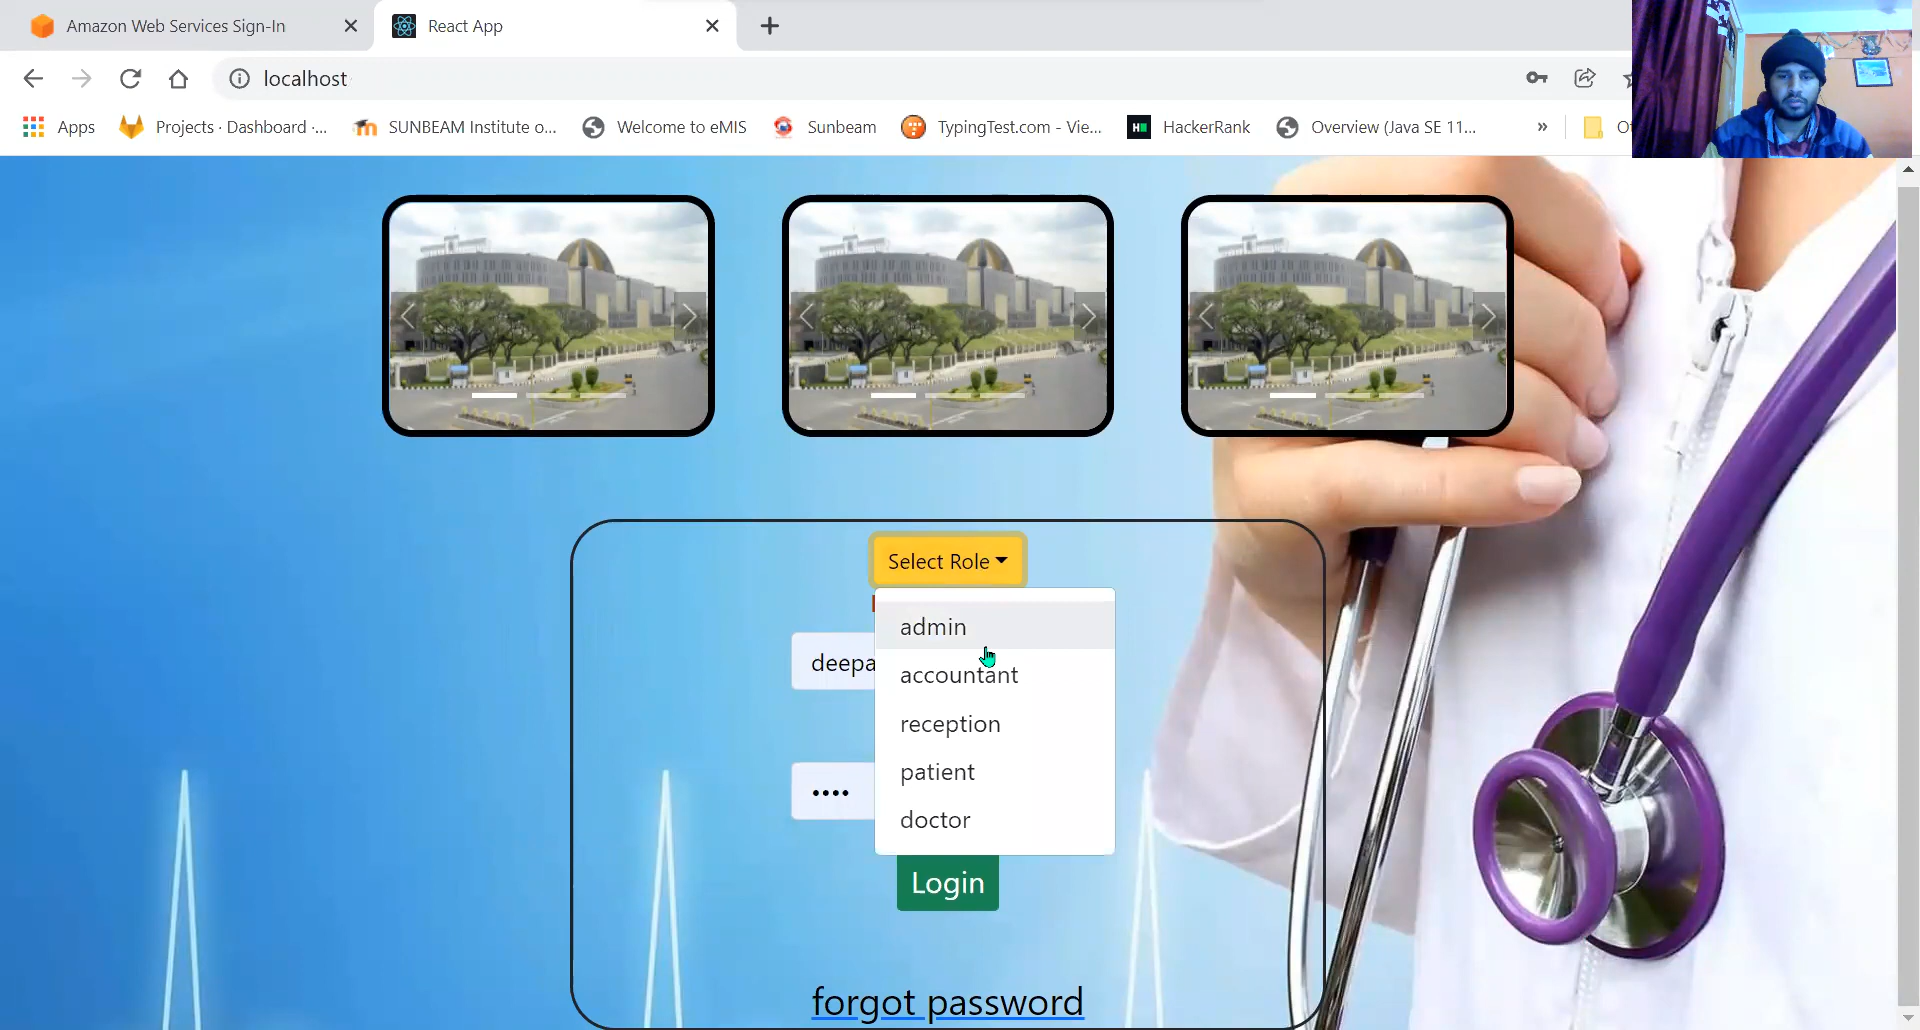 Amazon Web Services Sign-In
React App
localhost
Apps
Projects · Dashboard ·...
SUNBEAM Institute o...
Welcome to eMIS
Sunbeam
TypingTest.com - Vie...
HackerRank
Overview (Java SE 11...
»
Select Role
admin
deepa
accountant
reception
patient
••••
doctor
Login
forgot password